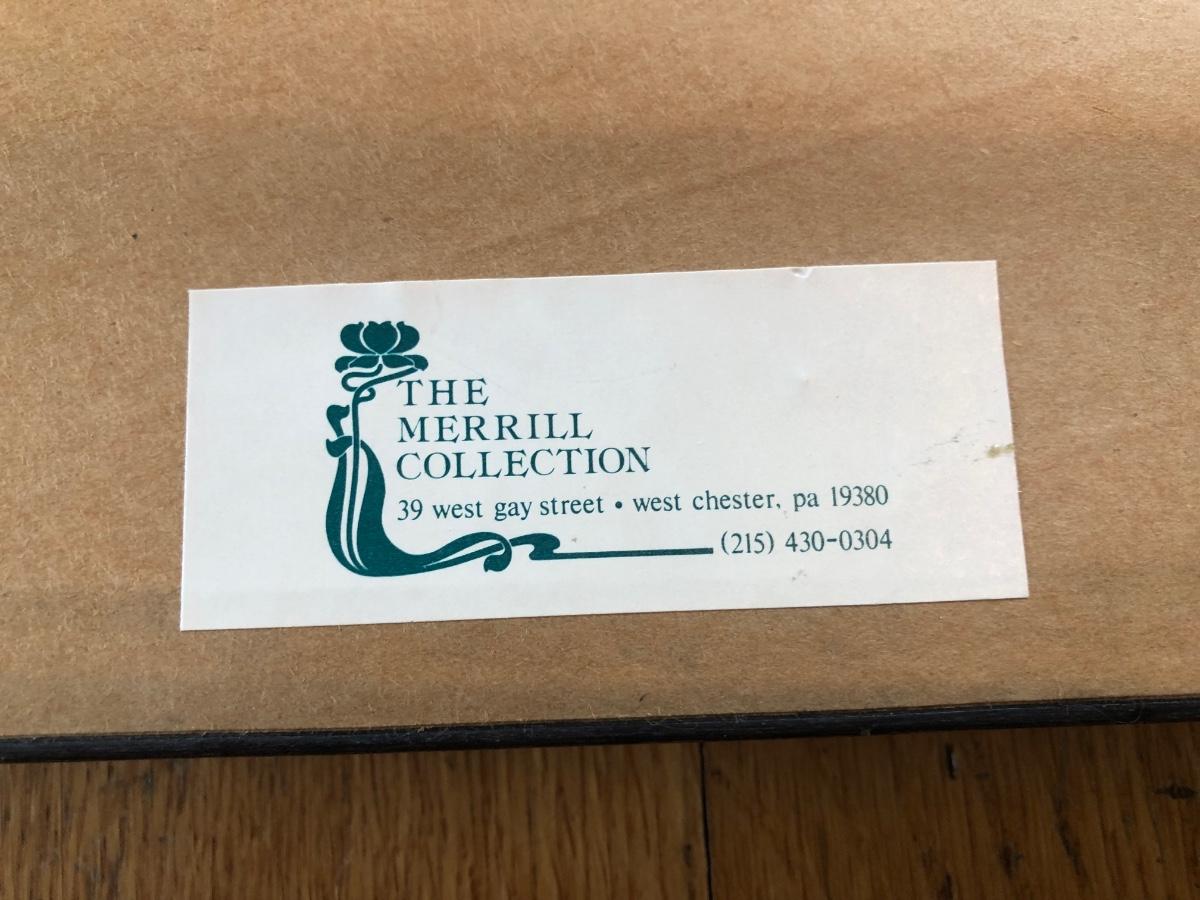 THE
MERRILL
COLLECTION
39 west gay street • west chester, pa 19380
(215) 430-0304